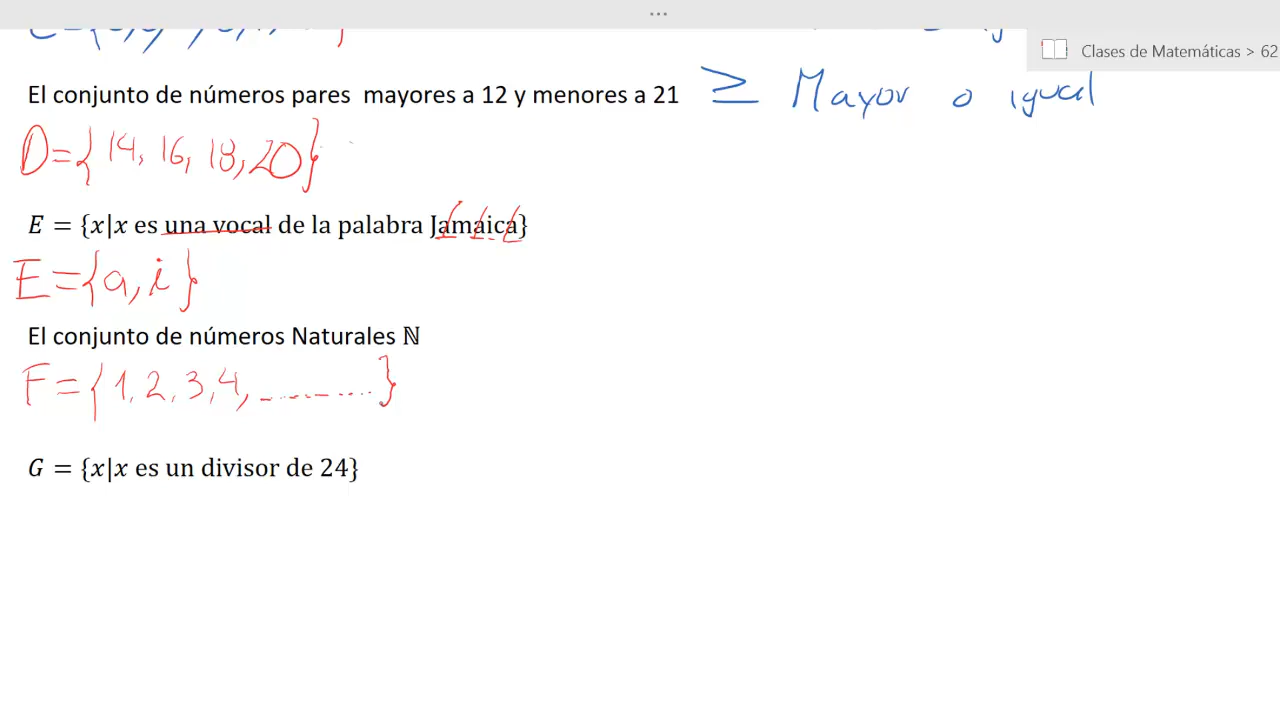 Clases de Matemáticas > 62
El conjunto de números pares mayores a 12 y menores a 21
≥ Mayor o igual
D={14, 16, 18, 20}
E = {x|x es una vocal de la palabra Jamaica}
E={a, i}
El conjunto de números Naturales ℕ
F={1, 2, 3, 4, ............}
G = {x|x es un divisor de 24}